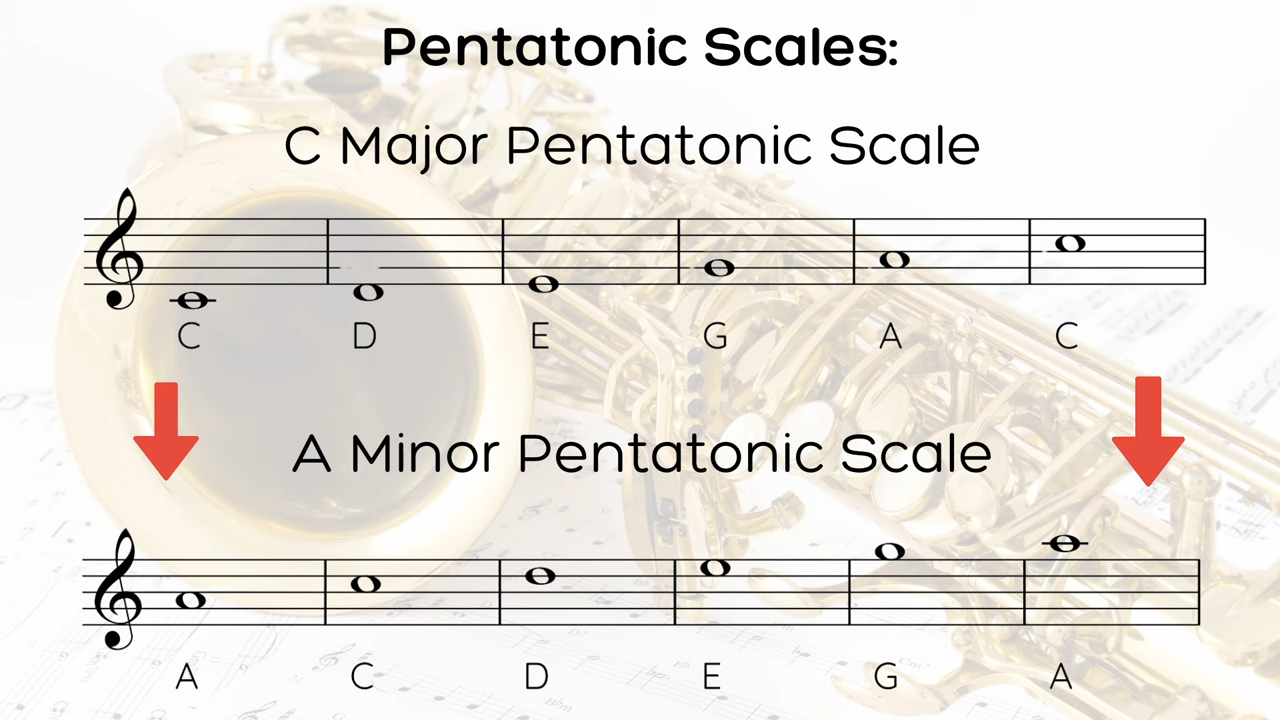 Pentatonic Scales:
C Major Pentatonic Scale
C D E G A C
A Minor Pentatonic Scale
A C D E G A